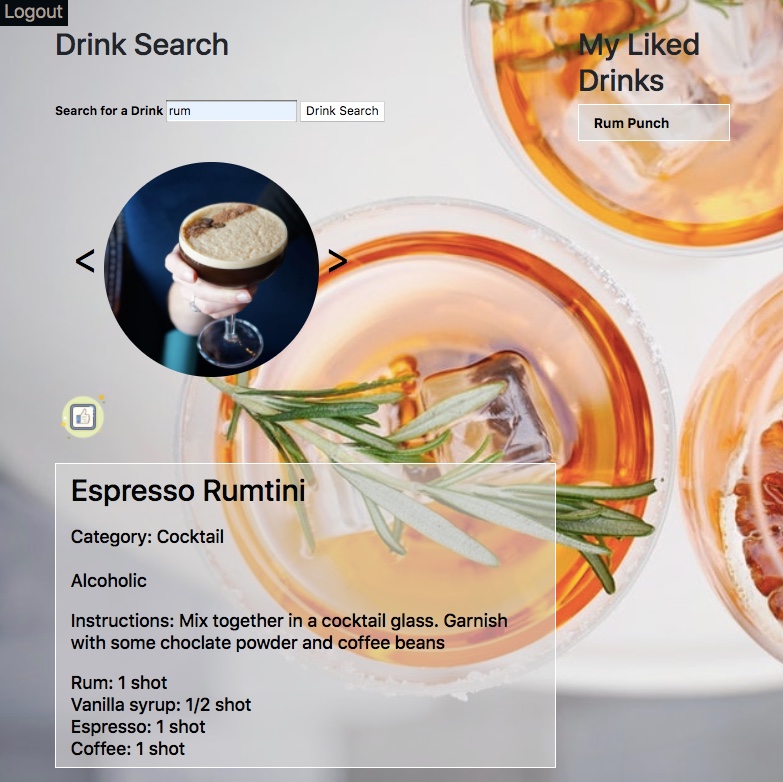 Logout
Drink Search
My Liked
Drinks
Search for a Drink rum Drink Search
Rum Punch
< >
Espresso Rumtini
Category: Cocktail
Alcoholic
Instructions: Mix together in a cocktail glass. Garnish
with some choclate powder and coffee beans
Rum: 1 shot
Vanilla syrup: 1/2 shot
Espresso: 1 shot
Coffee: 1 shot